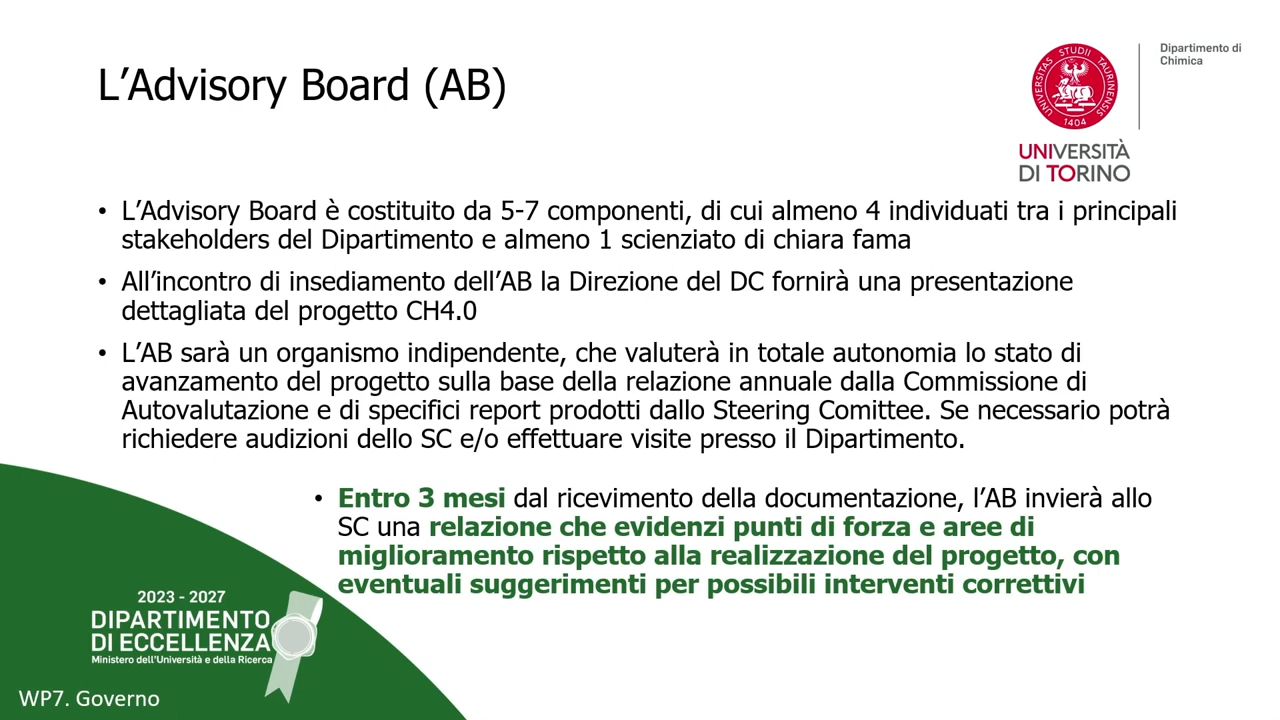 L’Advisory Board (AB)
UNIVERSITAS STUDII TAURINENSIS
1404
UNIVERSITÀ
DI TORINO
Dipartimento di
Chimica
• L’Advisory Board è costituito da 5-7 componenti, di cui almeno 4 individuati tra i principali
stakeholders del Dipartimento e almeno 1 scienziato di chiara fama
• All’incontro di insediamento dell’AB la Direzione del DC fornirà una presentazione
dettagliata del progetto CH4.0
• L’AB sarà un organismo indipendente, che valuterà in totale autonomia lo stato di
avanzamento del progetto sulla base della relazione annuale dalla Commissione di
Autovalutazione e di specifici report prodotti dallo Steering Comittee. Se necessario potrà
richiedere audizioni dello SC e/o effettuare visite presso il Dipartimento.
• Entro 3 mesi dal ricevimento della documentazione, l’AB invierà allo
SC una relazione che evidenzi punti di forza e aree di
miglioramento rispetto alla realizzazione del progetto, con
eventuali suggerimenti per possibili interventi correttivi
2023 - 2027
DIPARTIMENTO
DI ECCELLENZA
Ministero dell’Università e della Ricerca
WP7. Governo